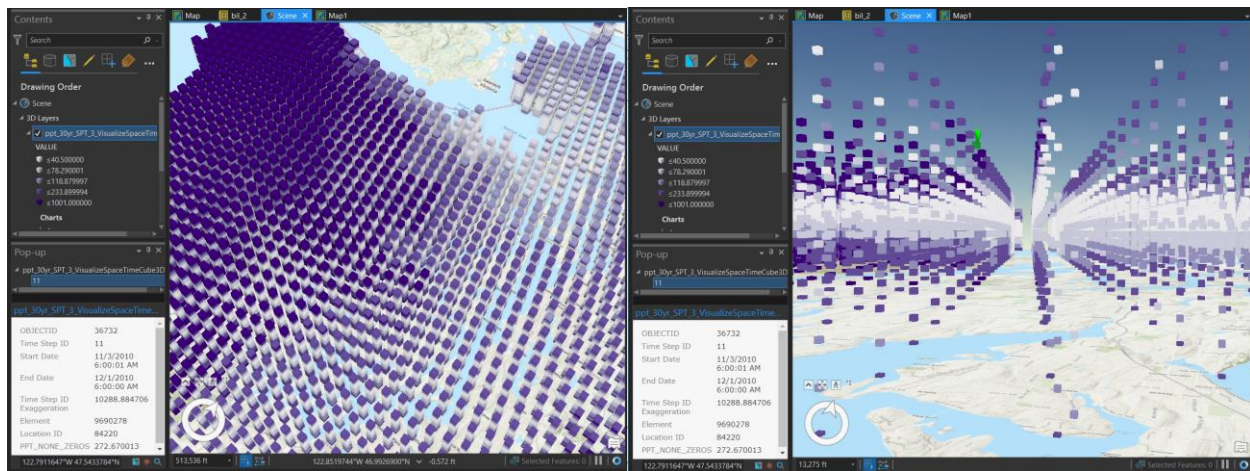 Contents
Map
bil_2
Scene
Map1
Search
Drawing Order
Scene
3D Layers
ppt_30yr_SPT_3_VisualizeSpaceTim
VALUE
≤40.500000
≤78.290001
≤118.879997
≤233.899994
≤1001.000000
Charts
Pop-up
ppt_30yr_SPT_3_VisualizeSpaceTimeCube3D
11
ppt_30yr_SPT_3_VisualizeSpaceTime...
OBJECTID 36732
Time Step ID 11
Start Date 11/3/2010
6:00:01 AM
End Date 12/1/2010
6:00:00 AM
Time Step ID 10288.884706
Exaggeration
Element 9690278
Location ID 84220
PPT_NONE_ZEROS 272.670013
122.7911647°W 47.5433784°N
513,536 ft
122.8519744°W 46.9926900°N
-0.572 ft
Selected Features: 0
Contents
Map
bil_2
Scene
Map1
Search
Drawing Order
Scene
3D Layers
ppt_30yr_SPT_3_VisualizeSpaceTim
VALUE
≤40.500000
≤78.290001
≤118.879997
≤233.899994
≤1001.000000
Charts
Pop-up
ppt_30yr_SPT_3_VisualizeSpaceTimeCube3D
11
ppt_30yr_SPT_3_VisualizeSpaceTime...
OBJECTID 36732
Time Step ID 11
Start Date 11/3/2010
6:00:01 AM
End Date 12/1/2010
6:00:00 AM
Time Step ID 10288.884706
Exaggeration
Element 9690278
Location ID 84220
PPT_NONE_ZEROS 272.670013
122.7911647°W 47.5433784°N
13,275 ft
Selected Features: 0